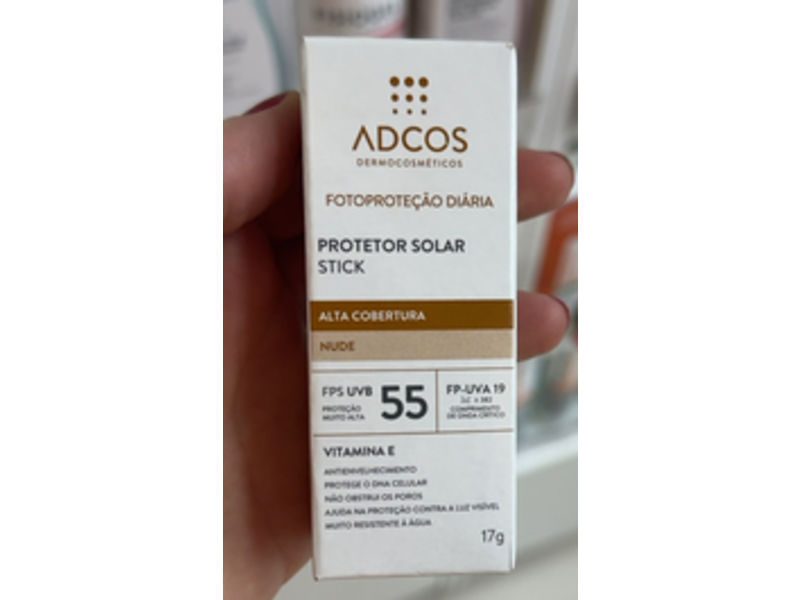 ADCOS
DERMOCOSMÉTICOS
FOTOPROTEÇÃO DIÁRIA
PROTETOR SOLAR
STICK
ALTA COBERTURA
NUDE
FPS UVB 55
PROTEÇÃO
MUITO ALTA
FP-UVA 19
COMPRIMENTO
DE ONDA CRÍTICO
VITAMINA E
ANTIENVELHECIMENTO
PROTEGE O DNA CELULAR
NÃO OBSTRUI OS POROS
AJUDA NA PROTEÇÃO CONTRA A LUZ VISÍVEL
MUITO RESISTENTE À ÁGUA
17g